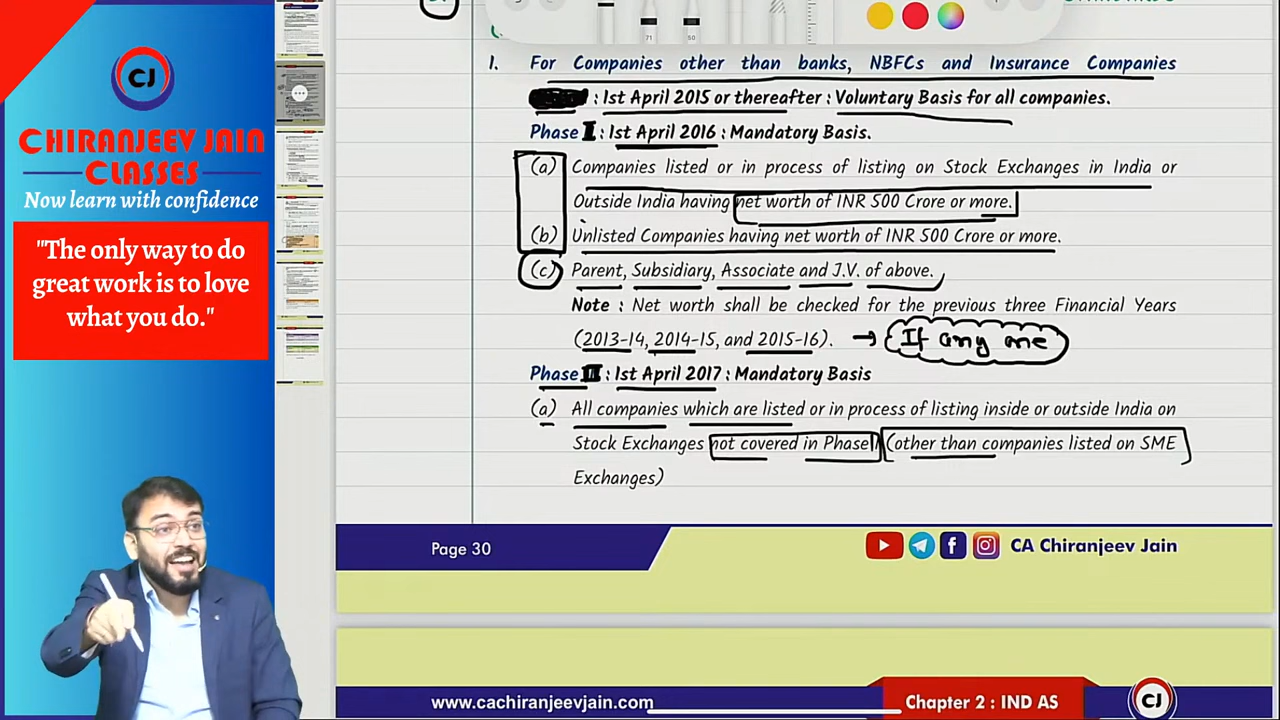 CJ
CHIRANJEEV JAIN
CLASSES
Now learn with confidence
"The only way to do
great work is to love
what you do."
71
50
1. For Companies other than banks, NBFCs and Insurance Companies
: 1st April 2015 or thereafter: Voluntary Basis for all companies
Phase I : 1st April 2016 : Mandatory Basis.
(a) Companies listed or in process of listing on Stock Exchanges in India or
Outside India having net worth of INR 500 Crore or more.
(b) Unlisted Companies having net worth of INR 500 Crore or more.
(c) Parent, Subsidiary, Associate and J.V. of above.
Note : Net worth shall be checked for the previous three Financial Years
(2013-14, 2014-15, and 2015-16) → If any one
Phase II : 1st April 2017 : Mandatory Basis
(a) All companies which are listed or in process of listing inside or outside India on
Stock Exchanges not covered in Phase I (other than companies listed on SME
Exchanges)
Page 30
CA Chiranjeev Jain
www.cachiranjeevjain.com
Chapter 2 : IND AS
CJ